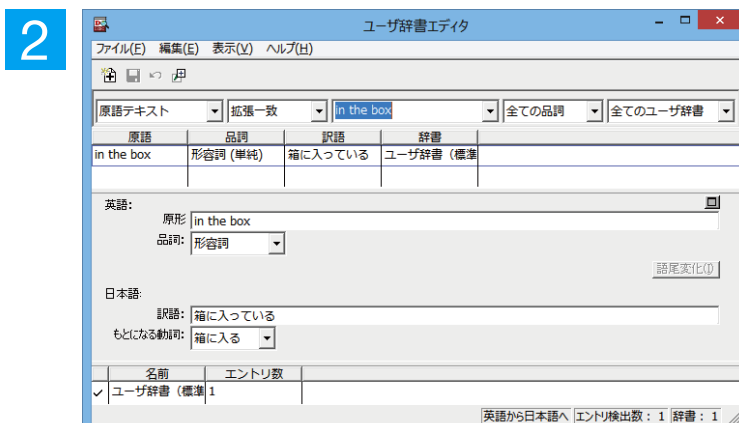 2
ユーザ辞書エディタ
ファイル(F) 編集(E) 表示(V) ヘルプ(H)
原語テキスト 拡張一致 in the box 全ての品詞 全てのユーザ辞書
原語 品詞 訳語 辞書
in the box 形容詞 (単純) 箱に入っている ユーザ辞書（標準
英語:
原形 in the box
品詞: 形容詞
語尾変化(I)
日本語:
訳語: 箱に入っている
もとになる動詞: 箱に入る
名前 エントリ数
ユーザ辞書（標準 1
英語から日本語へ エントリ検出数： 1 辞書： 1